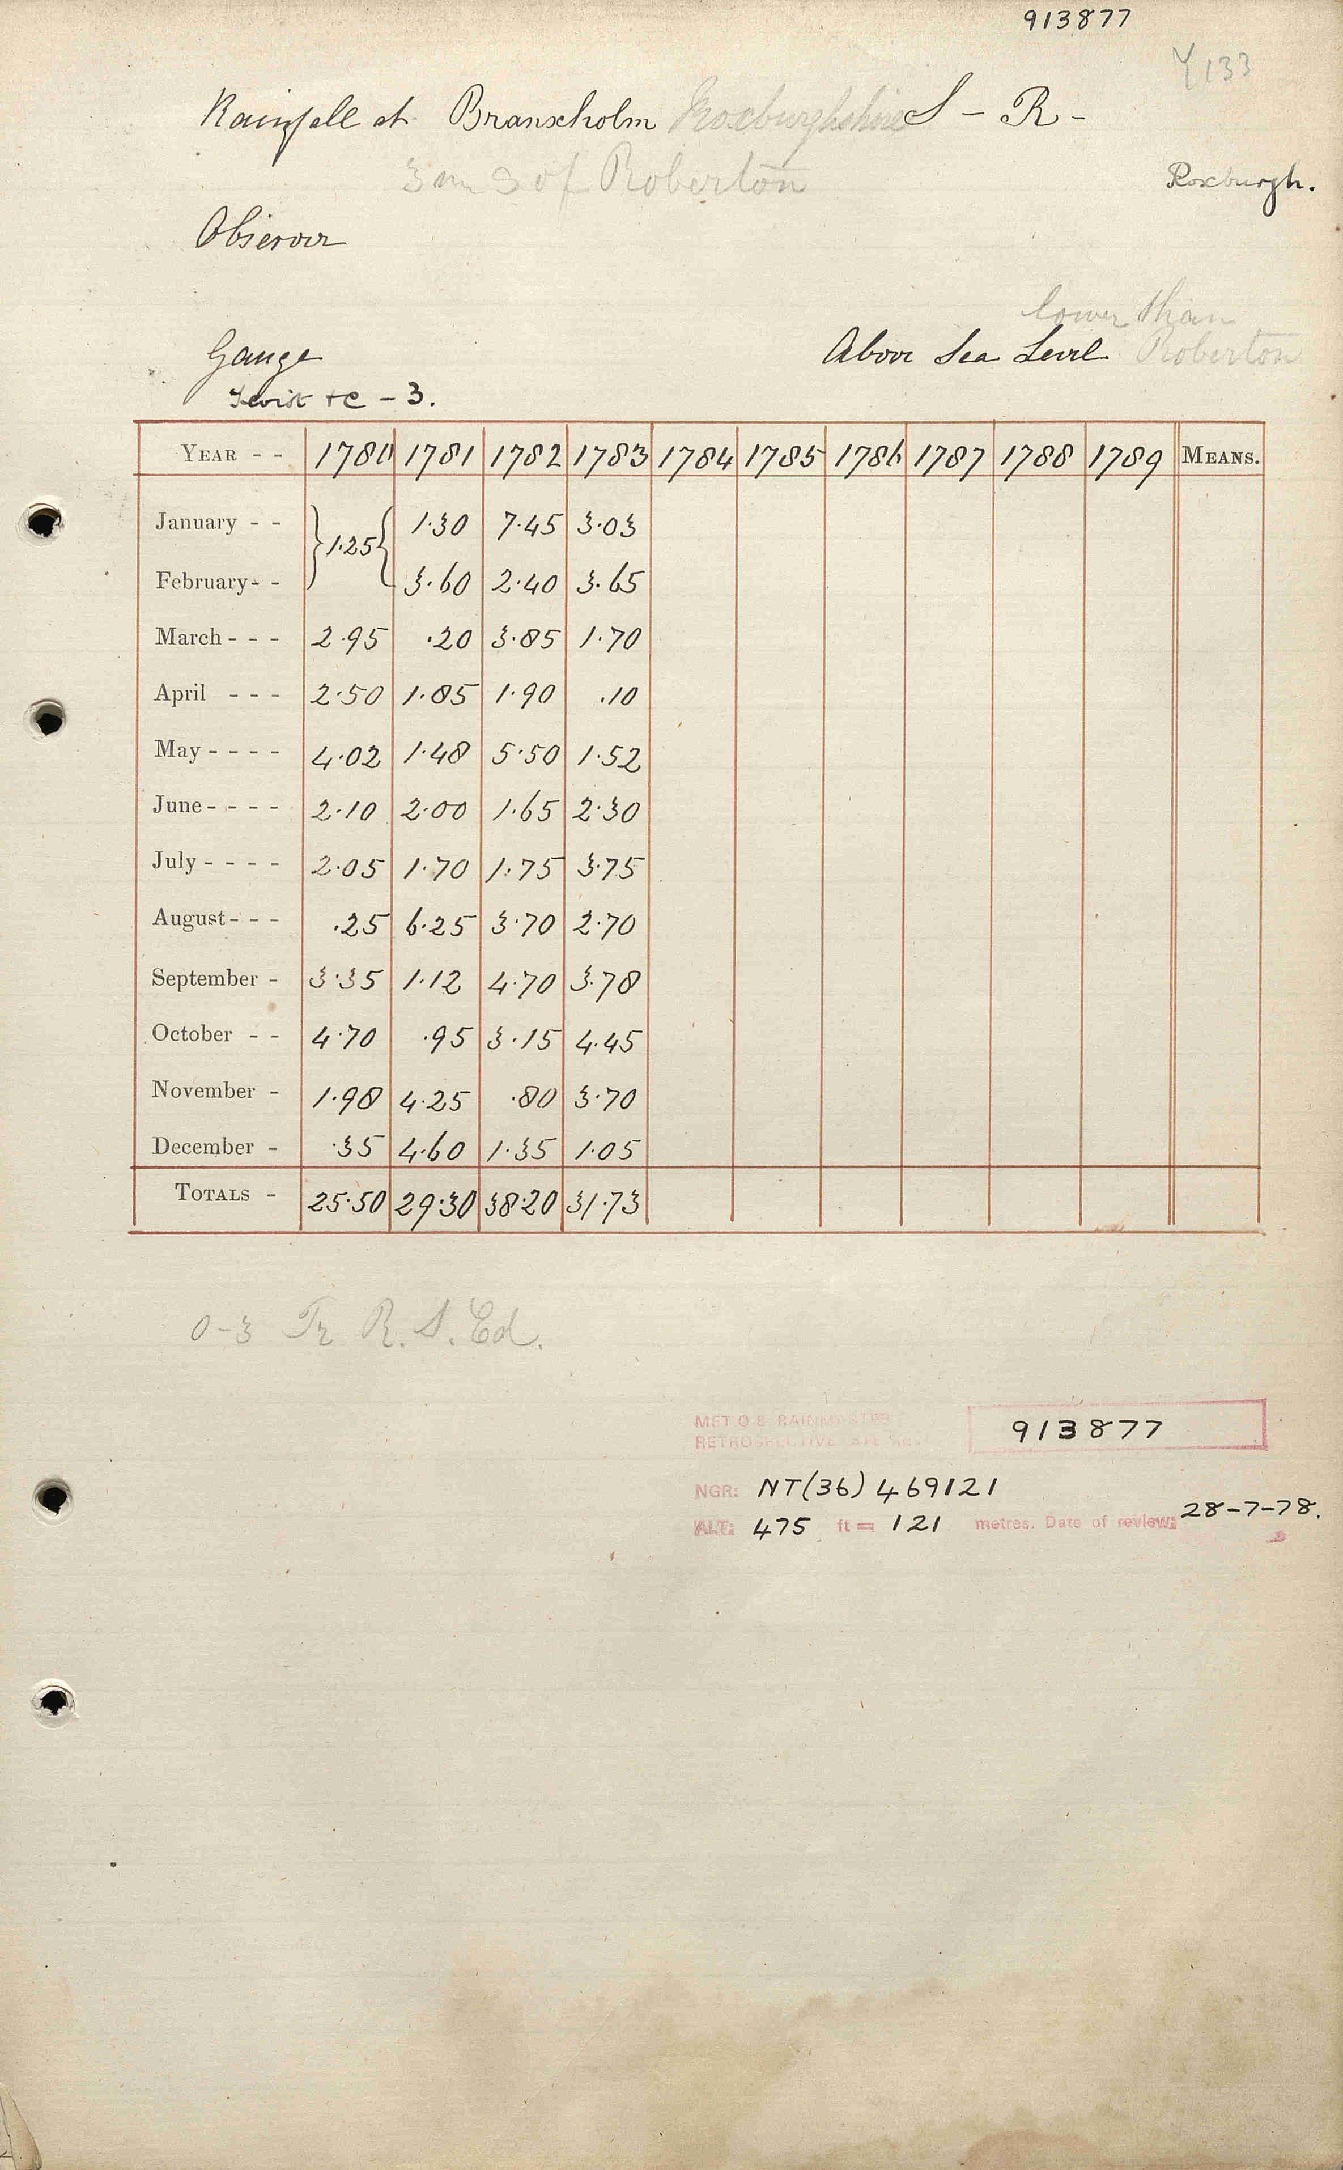 913877
Y133
Rainfall at Branxholm Roxburghshire S - R -
3 m of Roberton
Roxburgh.
Observer
lower than
Gauge Above Sea Level Roberton
Teviot &c - 3.
YEAR - - 1780 1781 1782 1783 1784 1785 1786 1787 1788 1789 MEANS.
January - - } 1.25 { 1.30 7.45 3.03
February - - 3.60 2.40 3.65
March - - - 2.95 .20 3.85 1.70
April - - - 2.50 1.85 1.90 .10
May - - - - 4.02 1.48 5.50 1.52
June - - - - 2.10 2.00 1.65 2.30
July - - - - 2.05 1.70 1.75 3.75
August - - - .25 6.25 3.70 2.70
September - 3.35 1.12 4.70 3.78
October - - 4.70 .95 3.15 4.45
November - 1.98 4.25 .80 3.70
December - .35 4.60 1.35 1.05
TOTALS - 25.50 29.30 38.20 31.73
0-3 Tr R. S. Ed.
MET O 8 RAINMASTER
RETROSPECTIVE 913877
NGR: NT(36) 469121
ALT: 475 ft = 121 metres. Date of review: 28-7-78.